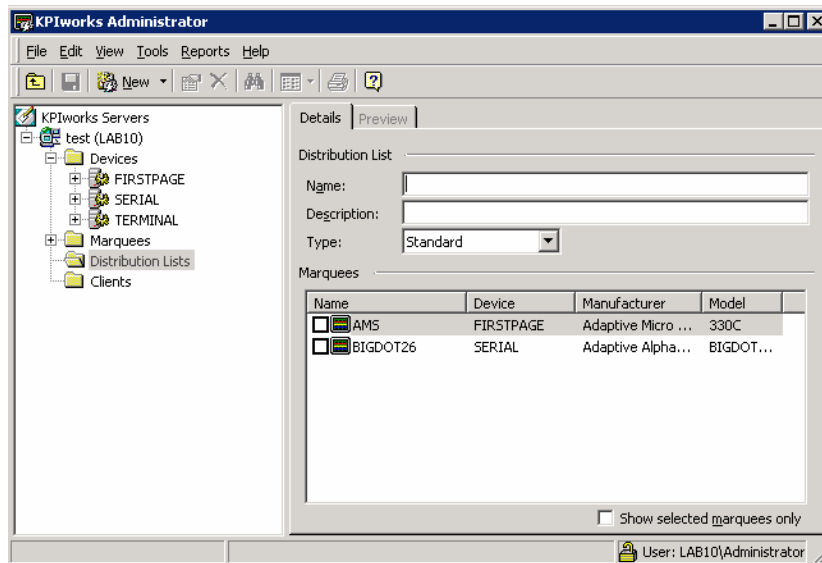 KPIworks Administrator
File Edit View Tools Reports Help
New
KPIworks Servers
test (LAB10)
Devices
FIRSTPAGE
SERIAL
TERMINAL
Marquees
Distribution Lists
Clients
Details Preview
Distribution List
Name:
Description:
Type: Standard
Marquees
Name Device Manufacturer Model
AMS FIRSTPAGE Adaptive Micro ... 330C
BIGDOT26 SERIAL Adaptive Alpha... BIGDOT...
Show selected marquees only
User: LAB10\Administrator